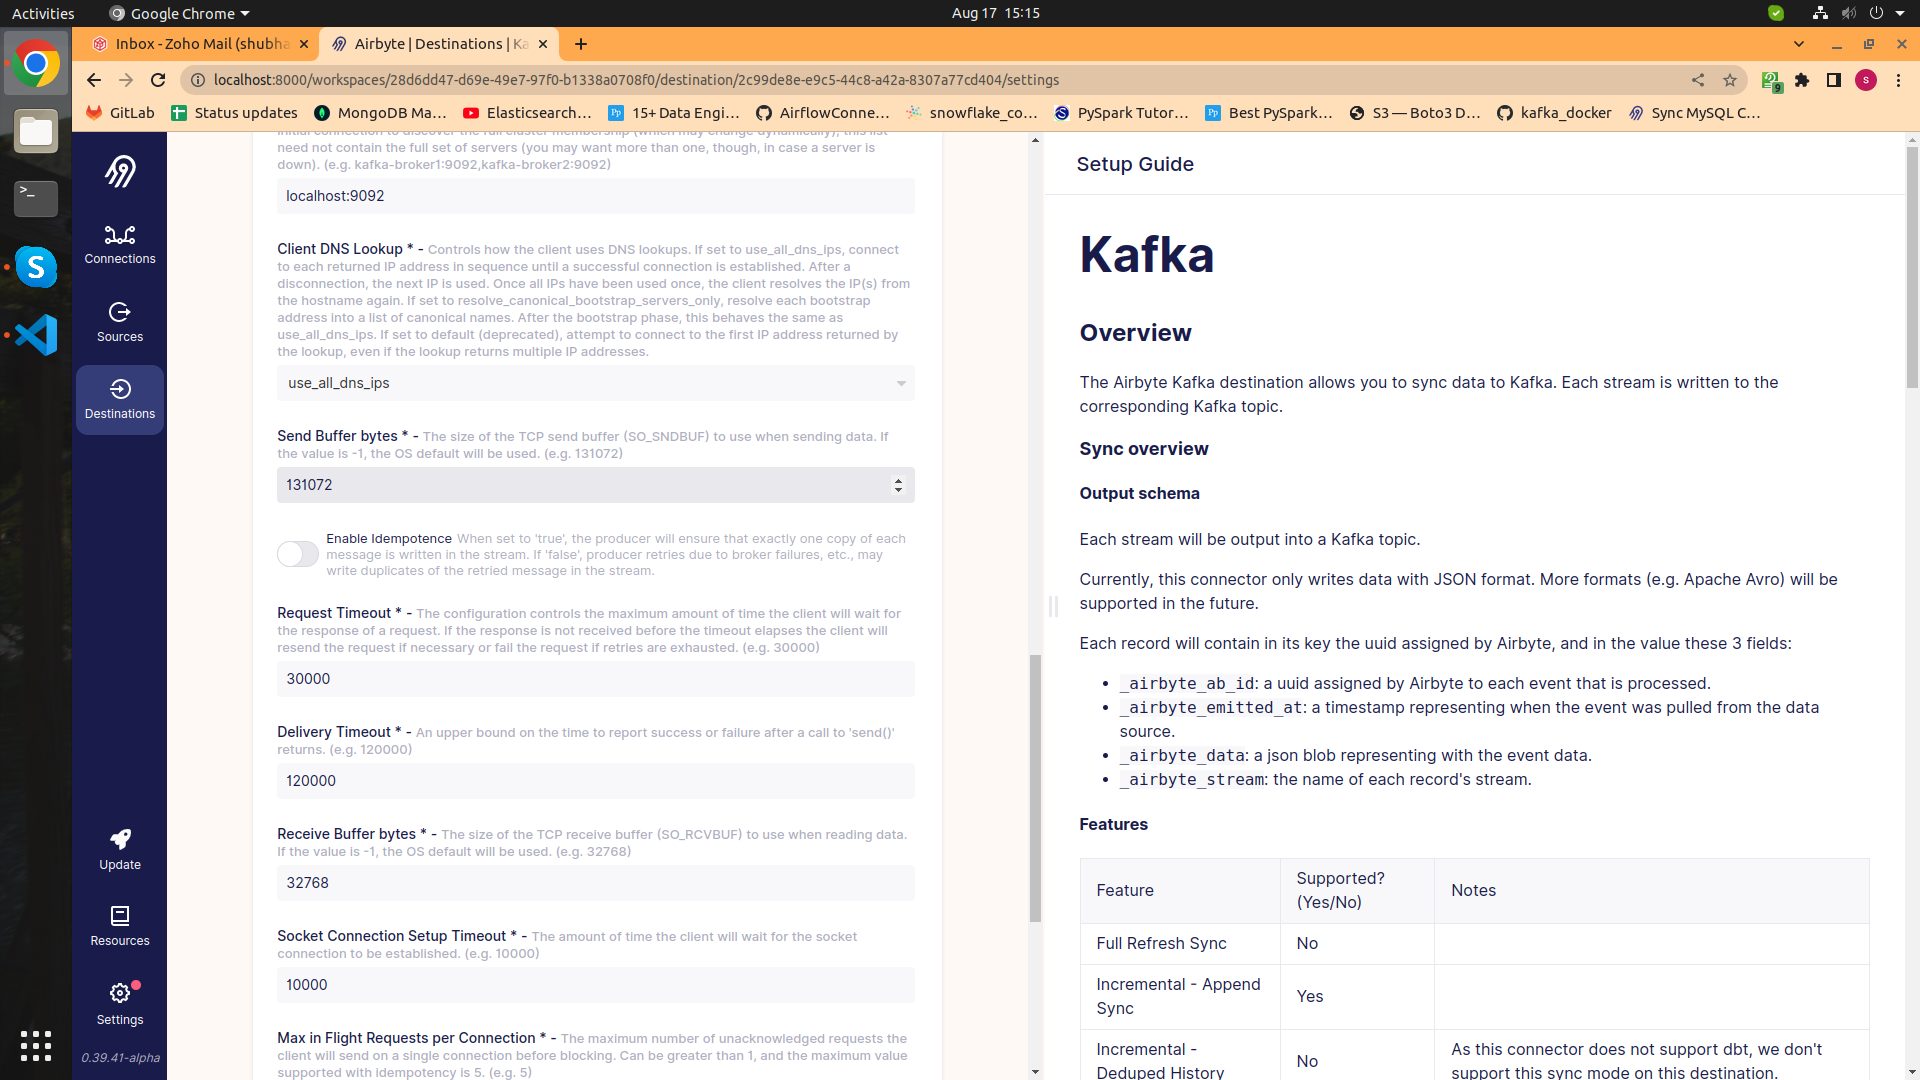 Activities
Google Chrome
Aug 17 15:15
Inbox - Zoho Mail (shubha
Airbyte | Destinations | Ka
localhost:8000/workspaces/28d6dd47-d69e-49e7-97f0-b1338a0708f0/destination/2c99de8e-e9c5-44c8-a42a-8307a77cd404/settings
9
S
GitLab
Status updates
MongoDB Ma...
Elasticsearch...
15+ Data Engi...
AirflowConne...
snowflake_co...
PySpark Tutor...
Best PySpark...
S3 — Boto3 D...
kafka_docker
Sync MySQL C...
Connections
Sources
Destinations
Update
Resources
Settings
0.39.41-alpha
initial connection to discover the full cluster membership (which may change dynamically), this list
need not contain the full set of servers (you may want more than one, though, in case a server is
down). (e.g. kafka-broker1:9092,kafka-broker2:9092)
localhost:9092
Client DNS Lookup * - Controls how the client uses DNS lookups. If set to use_all_dns_ips, connect
to each returned IP address in sequence until a successful connection is established. After a
disconnection, the next IP is used. Once all IPs have been used once, the client resolves the IP(s) from
the hostname again. If set to resolve_canonical_bootstrap_servers_only, resolve each bootstrap
address into a list of canonical names. After the bootstrap phase, this behaves the same as
use_all_dns_ips. If set to default (deprecated), attempt to connect to the first IP address returned by
the lookup, even if the lookup returns multiple IP addresses.
use_all_dns_ips
Send Buffer bytes * - The size of the TCP send buffer (SO_SNDBUF) to use when sending data. If
the value is -1, the OS default will be used. (e.g. 131072)
131072
Enable Idempotence When set to 'true', the producer will ensure that exactly one copy of each
message is written in the stream. If 'false', producer retries due to broker failures, etc., may
write duplicates of the retried message in the stream.
Request Timeout * - The configuration controls the maximum amount of time the client will wait for
the response of a request. If the response is not received before the timeout elapses the client will
resend the request if necessary or fail the request if retries are exhausted. (e.g. 30000)
30000
Delivery Timeout * - An upper bound on the time to report success or failure after a call to 'send()'
returns. (e.g. 120000)
120000
Receive Buffer bytes * - The size of the TCP receive buffer (SO_RCVBUF) to use when reading data.
If the value is -1, the OS default will be used. (e.g. 32768)
32768
Socket Connection Setup Timeout * - The amount of time the client will wait for the socket
connection to be established. (e.g. 10000)
10000
Max in Flight Requests per Connection * - The maximum number of unacknowledged requests the
client will send on a single connection before blocking. Can be greater than 1, and the maximum value
supported with idempotency is 5. (e.g. 5)
Setup Guide
Kafka
Overview
The Airbyte Kafka destination allows you to sync data to Kafka. Each stream is written to the
corresponding Kafka topic.
Sync overview
Output schema
Each stream will be output into a Kafka topic.
Currently, this connector only writes data with JSON format. More formats (e.g. Apache Avro) will be
supported in the future.
Each record will contain in its key the uuid assigned by Airbyte, and in the value these 3 fields:
• _airbyte_ab_id: a uuid assigned by Airbyte to each event that is processed.
• _airbyte_emitted_at: a timestamp representing when the event was pulled from the data
source.
• _airbyte_data: a json blob representing with the event data.
• _airbyte_stream: the name of each record's stream.
Features
Feature
Supported?
(Yes/No)
Notes
Full Refresh Sync
No
Incremental - Append
Sync
Yes
Incremental -
Deduped History
No
As this connector does not support dbt, we don't
support this sync mode on this destination.